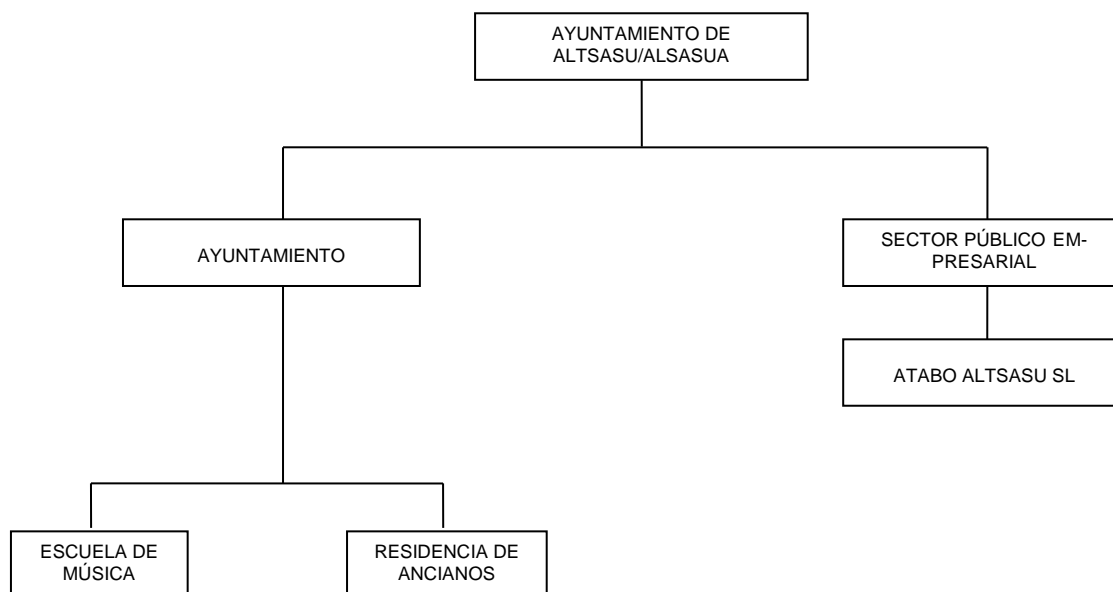 AYUNTAMIENTO DE
ALTSASU/ALSASUA
AYUNTAMIENTO
SECTOR PÚBLICO EM-
PRESARIAL
ATABO ALTSASU SL
ESCUELA DE
MÚSICA
RESIDENCIA DE
ANCIANOS